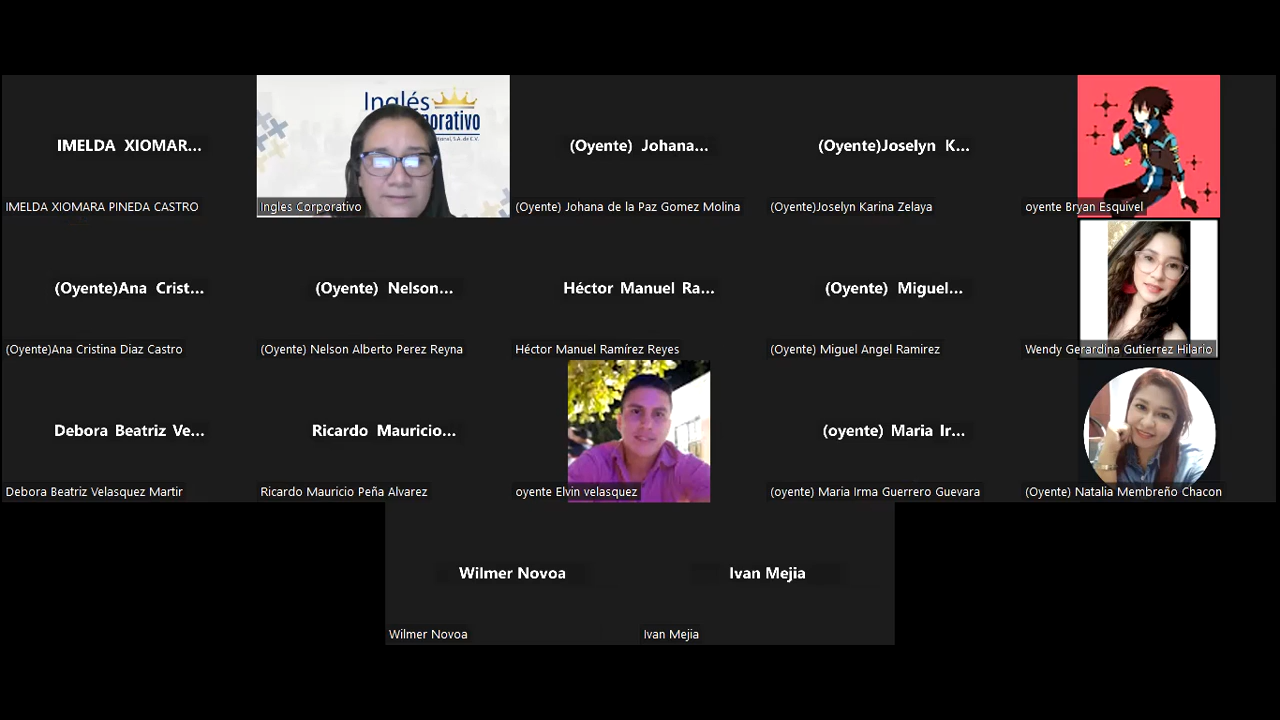 IMELDA XIOMAR...
IMELDA XIOMARA PINEDA CASTRO
Inglés
porativo
Ingles Corporativo
(Oyente) Johana...
(Oyente) Johana de la Paz Gomez Molina
(Oyente)Joselyn K...
(Oyente)Joselyn Karina Zelaya
oyente Bryan Esquivel
(Oyente)Ana Crist...
(Oyente)Ana Cristina Diaz Castro
(Oyente) Nelson...
(Oyente) Nelson Alberto Perez Reyna
Héctor Manuel Ra...
Héctor Manuel Ramírez Reyes
(Oyente) Miguel...
(Oyente) Miguel Angel Ramirez
Wendy Gerardina Gutierrez Hilario
Debora Beatriz Ve...
Debora Beatriz Velasquez Martir
Ricardo Mauricio...
Ricardo Mauricio Peña Alvarez
oyente Elvin velasquez
(oyente) Maria Ir...
(oyente) Maria Irma Guerrero Guevara
(Oyente) Natalia Membreño Chacon
Wilmer Novoa
Wilmer Novoa
Ivan Mejia
Ivan Mejia